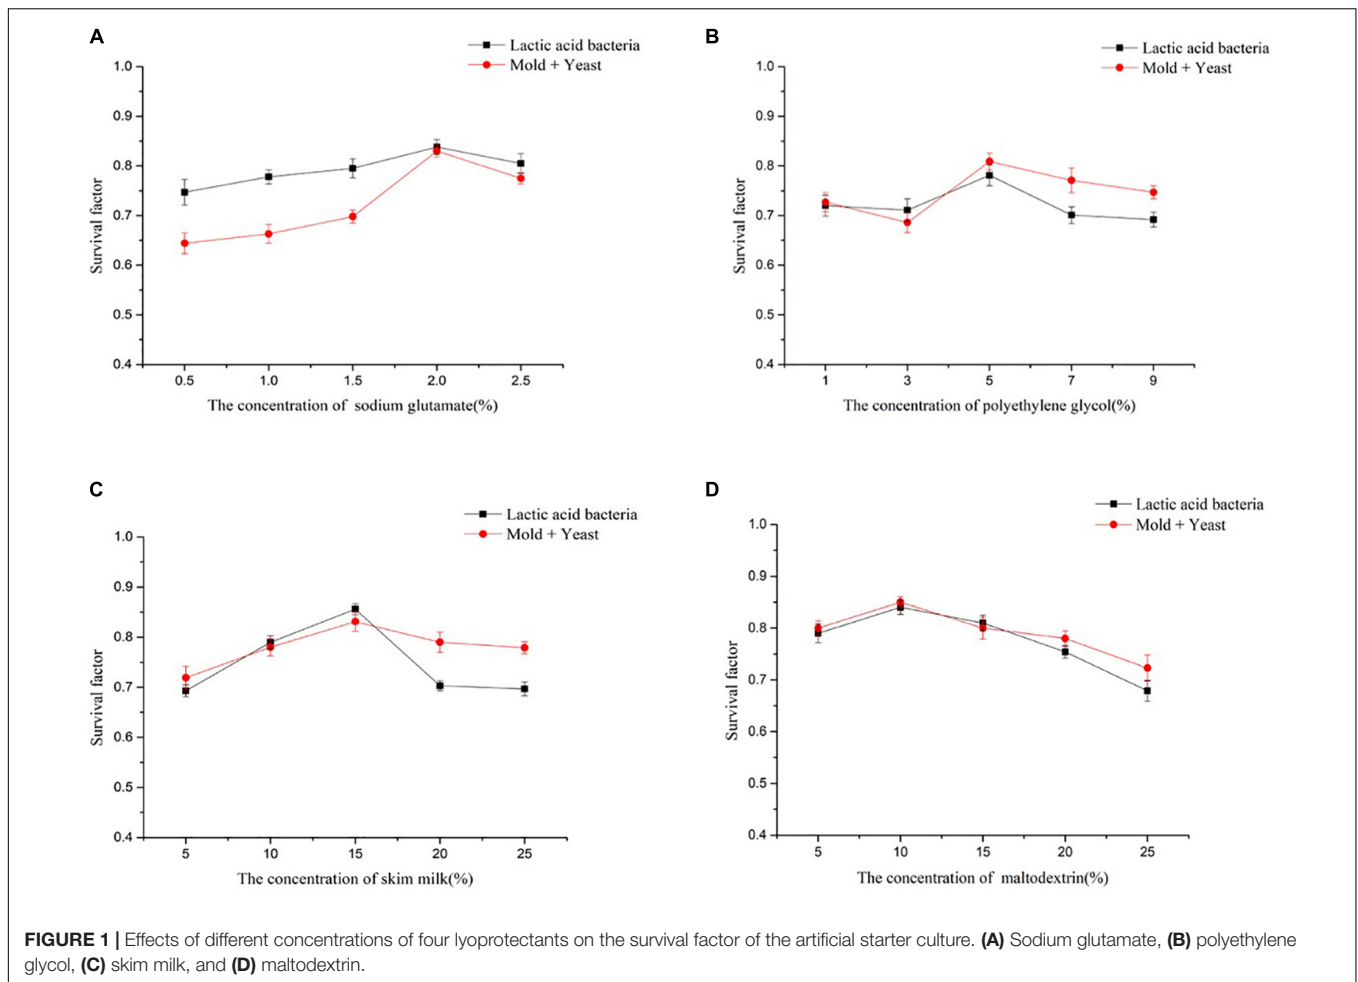 A
Lactic acid bacteria
Mold + Yeast
1.0
0.9
0.8
0.7
0.6
0.5
0.4
Survival factor
0.5 1.0 1.5 2.0 2.5
The concentration of sodium glutamate(%)
B
Lactic acid bacteria
Mold + Yeast
1.0
0.9
0.8
0.7
0.6
0.5
0.4
Survival factor
1 3 5 7 9
The concentration of polyethylene glycol(%)
C
Lactic acid bacteria
Mold + Yeast
1.0
0.9
0.8
0.7
0.6
0.5
0.4
Survival factor
5 10 15 20 25
The concentration of skim milk(%)
D
Lactic acid bacteria
Mold + Yeast
1.0
0.9
0.8
0.7
0.6
0.5
0.4
Survival factor
5 10 15 20 25
The concentration of maltodextrin(%)
FIGURE 1 | Effects of different concentrations of four lyoprotectants on the survival factor of the artificial starter culture. (A) Sodium glutamate, (B) polyethylene
glycol, (C) skim milk, and (D) maltodextrin.